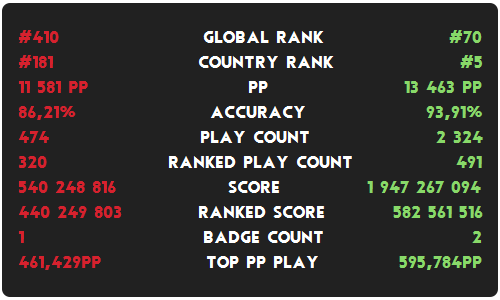 #410 GLOBAL RANK #70
#181 COUNTRY RANK #5
11 581 PP PP 13 463 PP
86,21% ACCURACY 93,91%
474 PLAY COUNT 2 324
320 RANKED PLAY COUNT 491
540 248 816 SCORE 1 947 267 094
440 249 803 RANKED SCORE 582 561 516
1 BADGE COUNT 2
461,429PP TOP PP PLAY 595,784PP